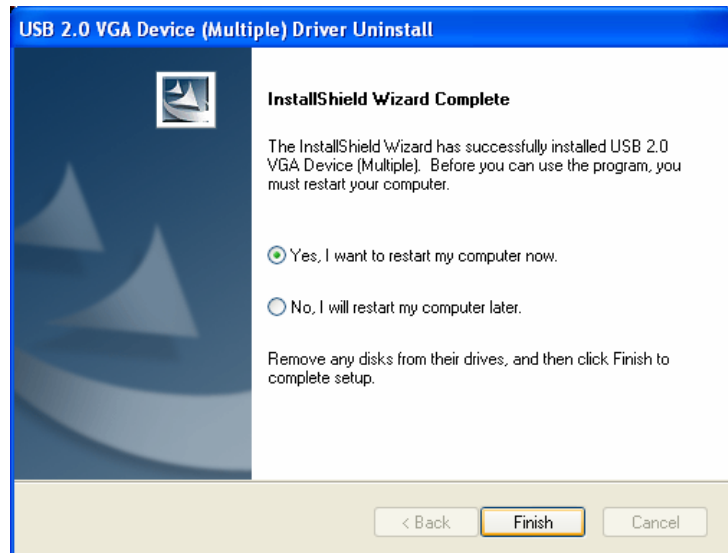 USB 2.0 VGA Device (Multiple) Driver Uninstall
InstallShield Wizard Complete
The InstallShield Wizard has successfully installed USB 2.0
VGA Device (Multiple). Before you can use the program, you
must restart your computer.
Yes, I want to restart my computer now.
No, I will restart my computer later.
Remove any disks from their drives, and then click Finish to
complete setup.
< Back
Finish
Cancel